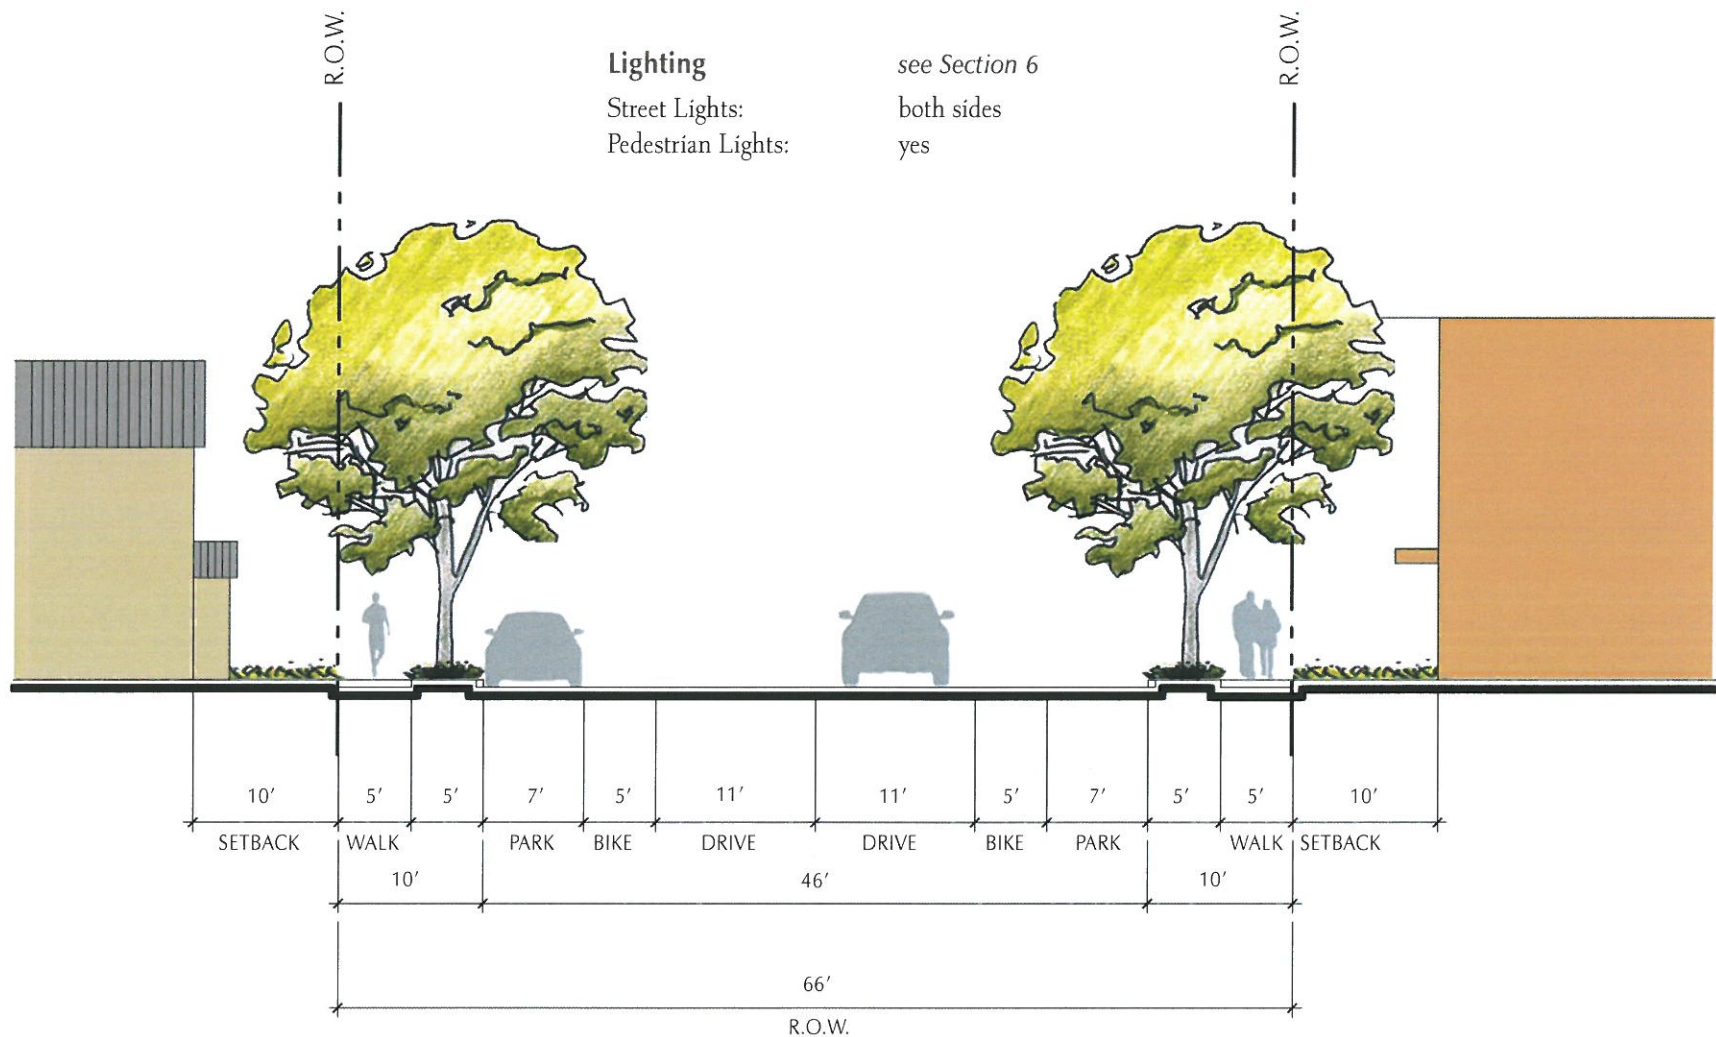 R.O.W.
R.O.W.
Lighting see Section 6
Street Lights: both sides
Pedestrian Lights: yes
10' 5' 5' 7' 5' 11' 11' 5' 7' 5' 5' 10'
SETBACK WALK PARK BIKE DRIVE DRIVE BIKE PARK WALK SETBACK
10' 46' 10'
66'
R.O.W.